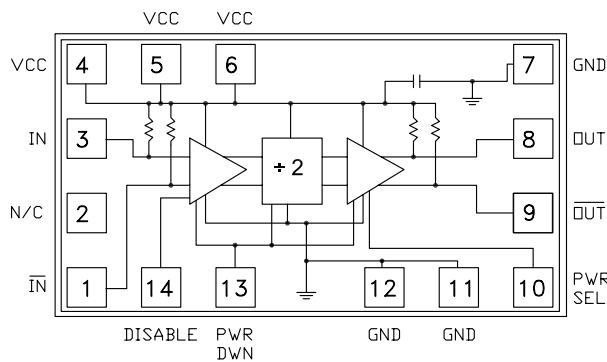 VCC VCC
VCC 4 5 6 7 GND
IN 3 8 OUT
÷2
N/C 2 9 OUT
IN 1 14 13 12 11 10 PWR SEL
DISABLE PWR DWN GND GND